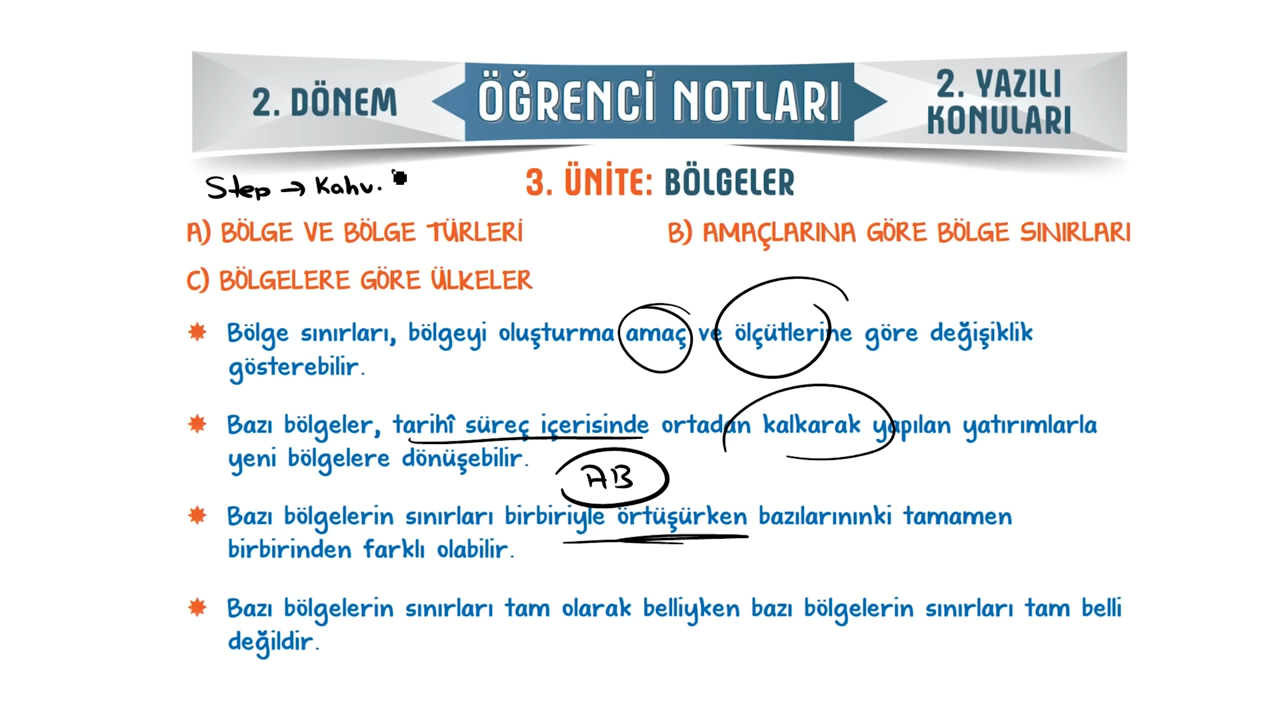 2. DÖNEM
ÖĞRENCİ NOTLARI
2. YAZILI
KONULARI
3. ÜNİTE: BÖLGELER
Step → Kahv.
A) BÖLGE VE BÖLGE TÜRLERİ
B) AMAÇLARINA GÖRE BÖLGE SINIRLARI
C) BÖLGELERE GÖRE ÜLKELER
Bölge sınırları, bölgeyi oluşturma amaç ve ölçütlerine göre değişiklik
gösterebilir.
Bazı bölgeler, tarihî süreç içerisinde ortadan kalkarak yapılan yatırımlarla
yeni bölgelere dönüşebilir.
AB
Bazı bölgelerin sınırları birbiriyle örtüşürken bazılarınınki tamamen
birbirinden farklı olabilir.
Bazı bölgelerin sınırları tam olarak belliyken bazı bölgelerin sınırları tam belli
değildir.